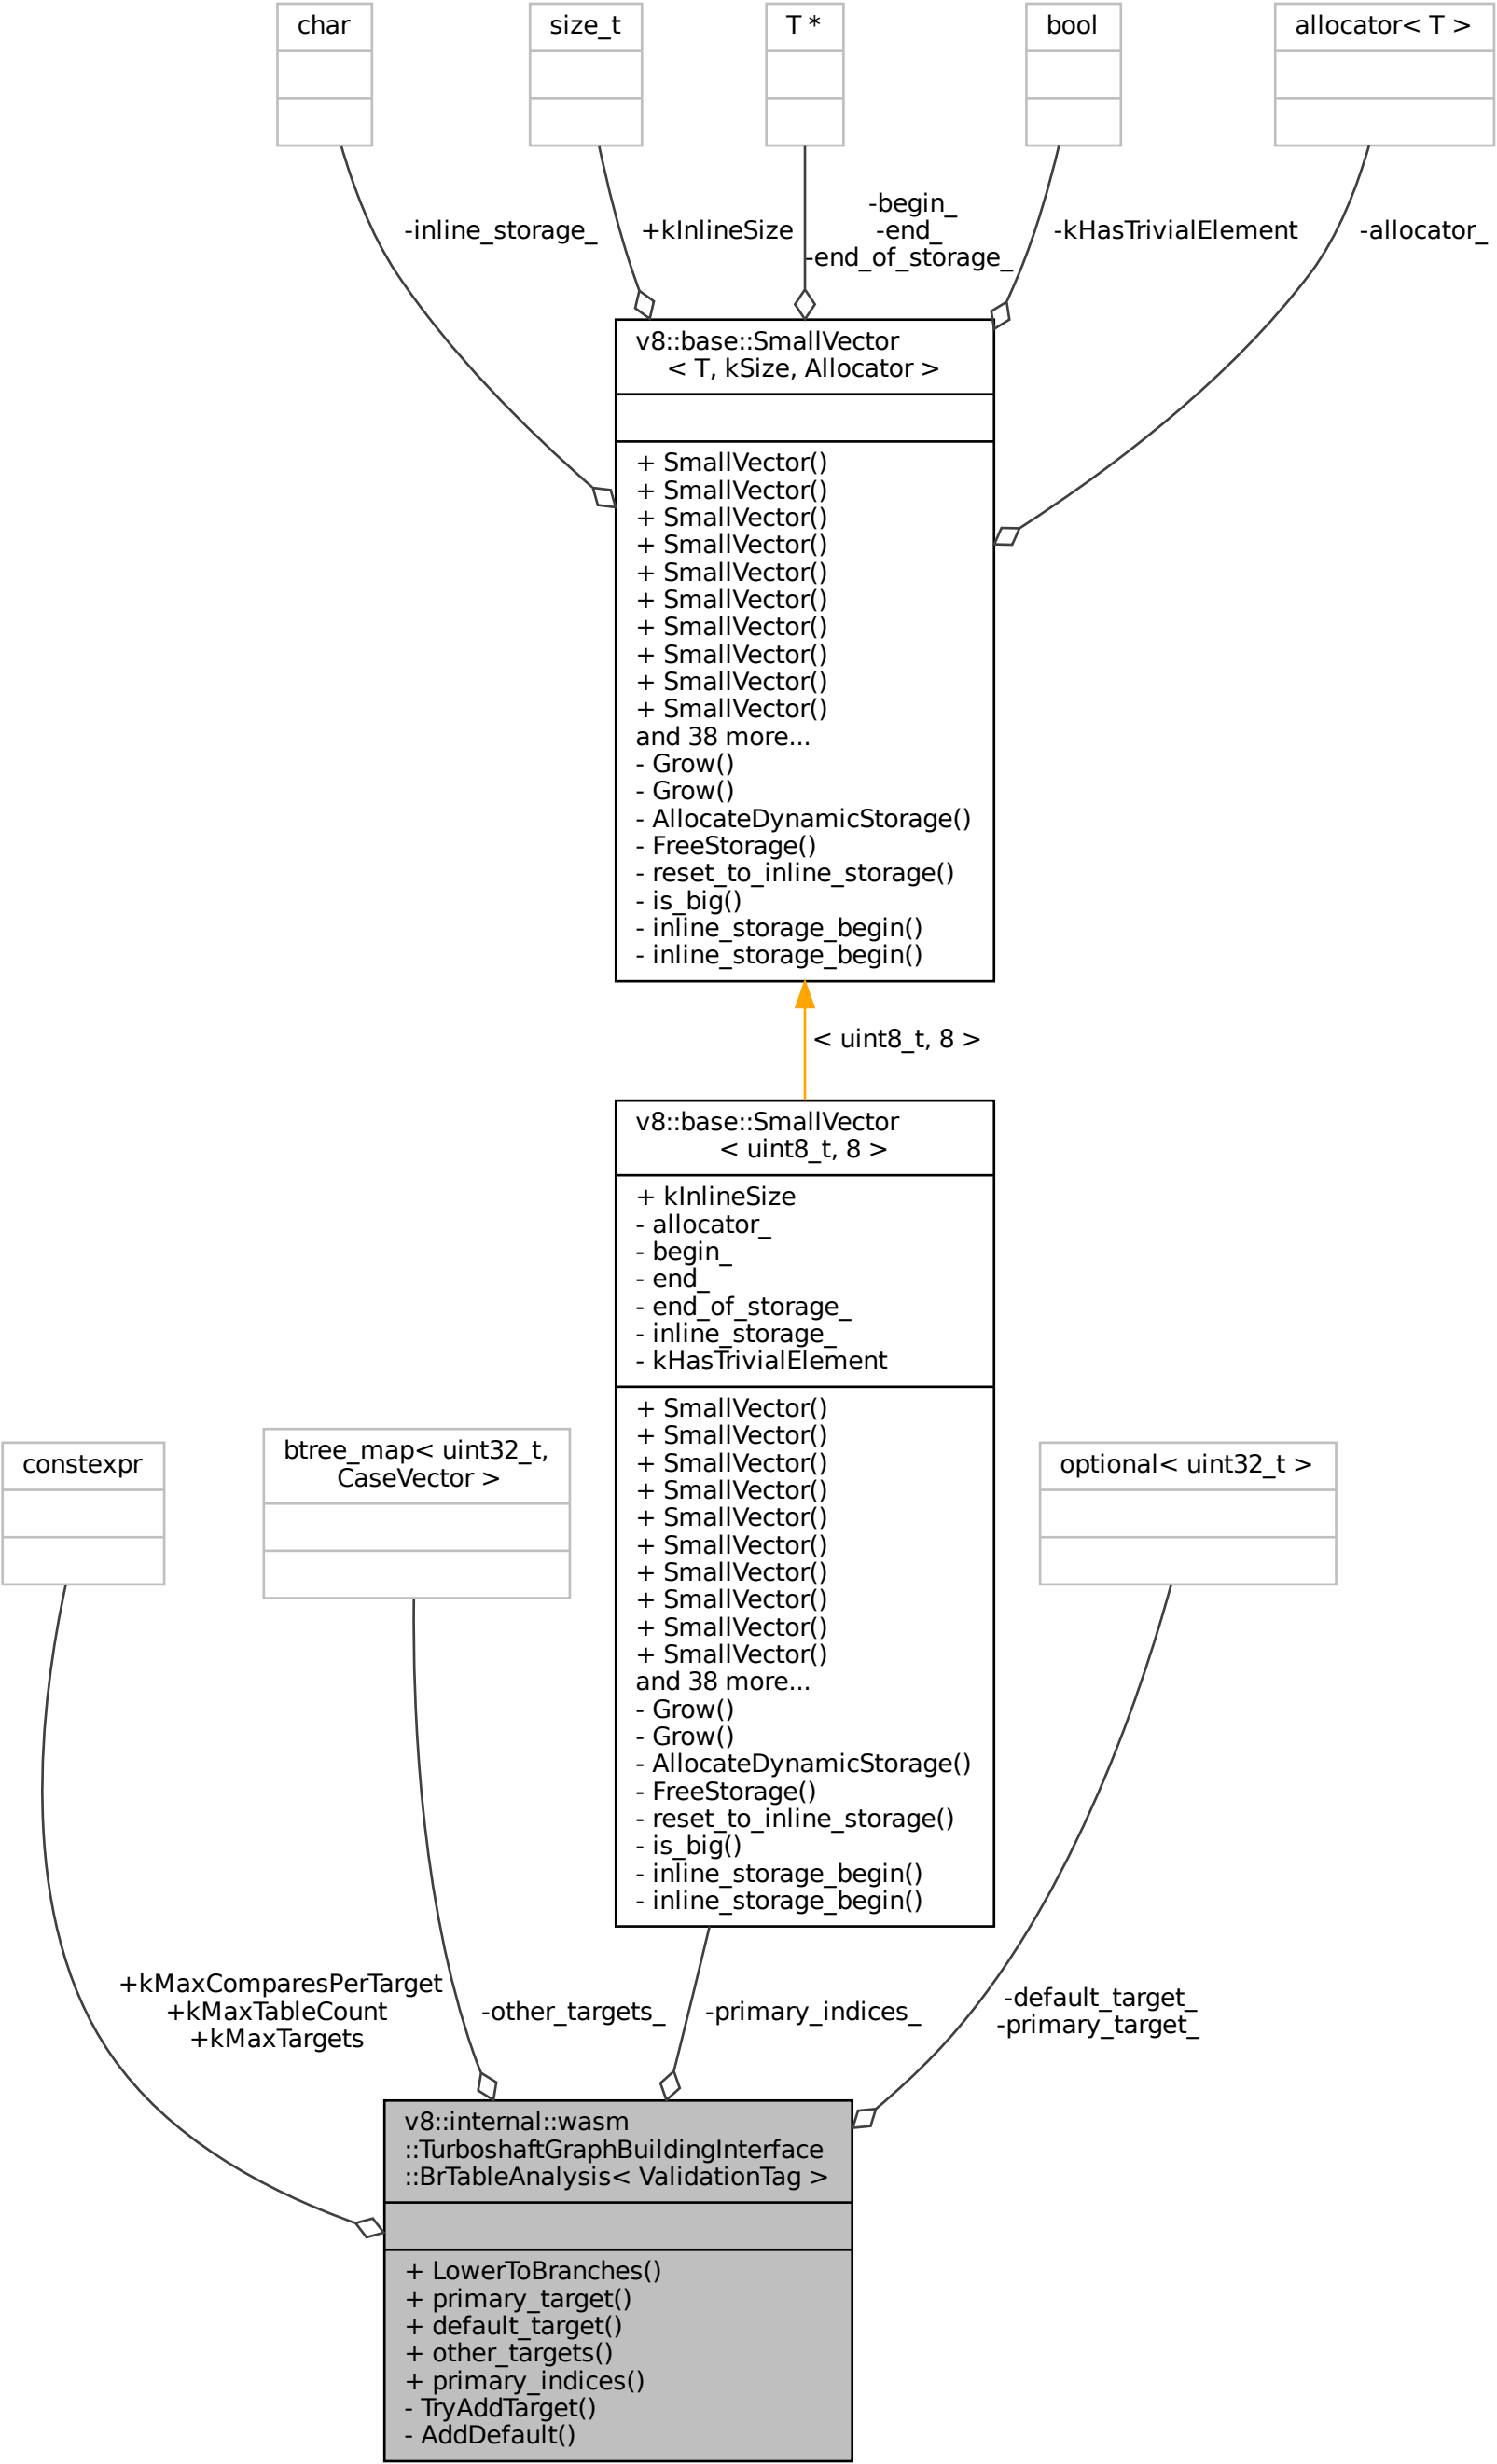 char
size_t
T *
bool
allocator< T >
-inline_storage_
+kInlineSize
-begin_
-end_
-end_of_storage_
-kHasTrivialElement
-allocator_
v8::base::SmallVector
< T, kSize, Allocator >
+ SmallVector()
+ SmallVector()
+ SmallVector()
+ SmallVector()
+ SmallVector()
+ SmallVector()
+ SmallVector()
+ SmallVector()
+ SmallVector()
+ SmallVector()
and 38 more...
- Grow()
- Grow()
- AllocateDynamicStorage()
- FreeStorage()
- reset_to_inline_storage()
- is_big()
- inline_storage_begin()
- inline_storage_begin()
< uint8_t, 8 >
v8::base::SmallVector
< uint8_t, 8 >
+ kInlineSize
- allocator_
- begin_
- end_
- end_of_storage_
- inline_storage_
- kHasTrivialElement
+ SmallVector()
+ SmallVector()
+ SmallVector()
+ SmallVector()
+ SmallVector()
+ SmallVector()
+ SmallVector()
+ SmallVector()
+ SmallVector()
+ SmallVector()
and 38 more...
- Grow()
- Grow()
- AllocateDynamicStorage()
- FreeStorage()
- reset_to_inline_storage()
- is_big()
- inline_storage_begin()
- inline_storage_begin()
constexpr
btree_map< uint32_t,
CaseVector >
optional< uint32_t >
+kMaxComparesPerTarget
+kMaxTableCount
+kMaxTargets
-other_targets_
-primary_indices_
-default_target_
-primary_target_
v8::internal::wasm
::TurboshaftGraphBuildingInterface
::BrTableAnalysis< ValidationTag >
+ LowerToBranches()
+ primary_target()
+ default_target()
+ other_targets()
+ primary_indices()
- TryAddTarget()
- AddDefault()